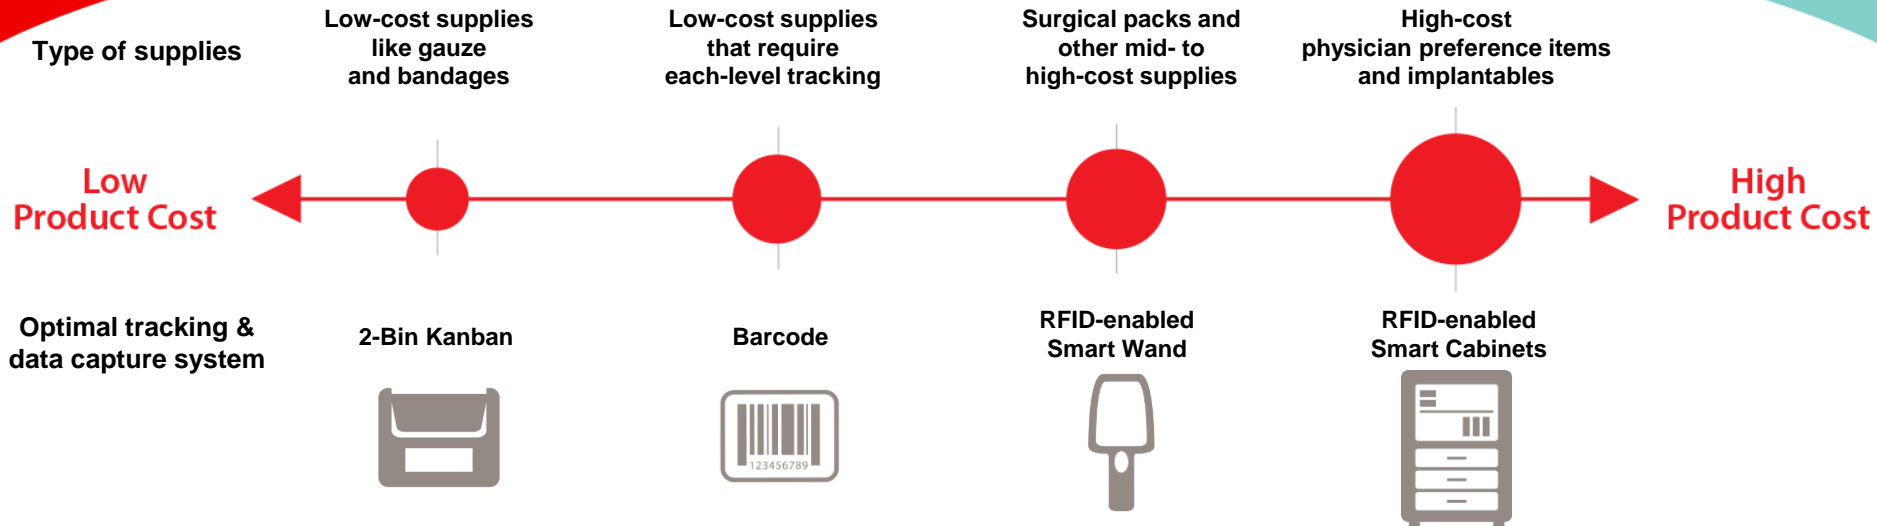 Type of supplies
Low-cost supplies
like gauze
and bandages
Low-cost supplies
that require
each-level tracking
Surgical packs and
other mid- to
high-cost supplies
High-cost
physician preference items
and implantables
Low
Product Cost
High
Product Cost
Optimal tracking &
data capture system
2-Bin Kanban
Barcode
RFID-enabled
Smart Wand
RFID-enabled
Smart Cabinets
123456789